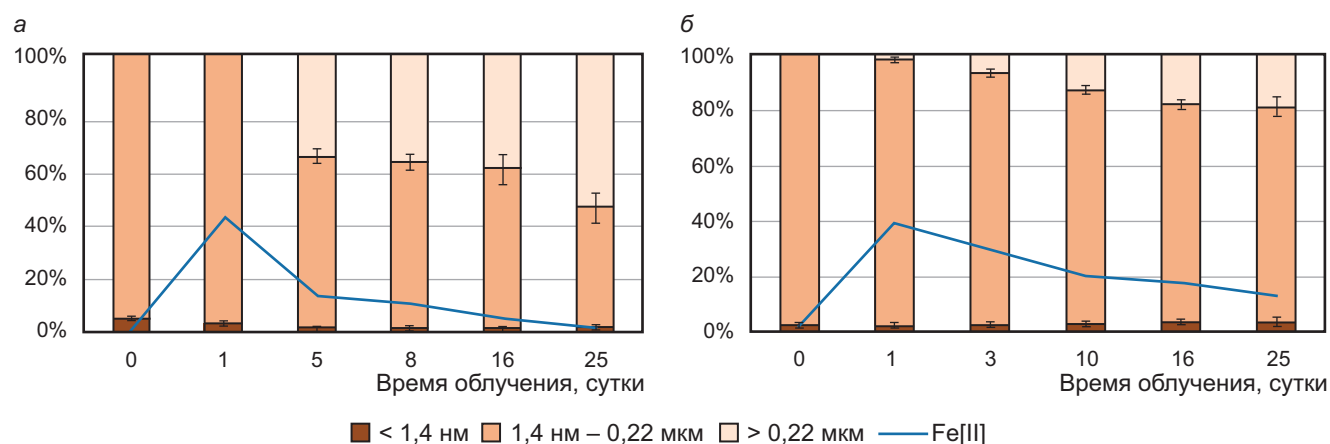 а
100%
80%
60%
40%
20%
0%
0 1 5 8 16 25
Время облучения, сутки
б
100%
80%
60%
40%
20%
0%
0 1 3 10 16 25
Время облучения, сутки
< 1,4 нм 1,4 нм – 0,22 мкм > 0,22 мкм Fe[II]